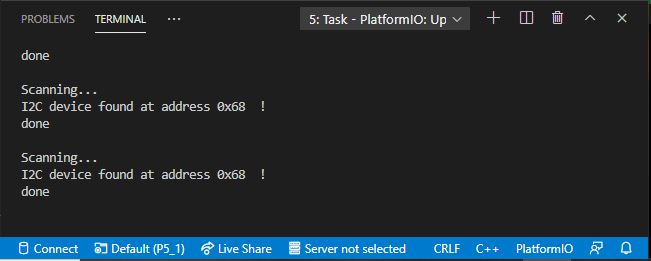 PROBLEMS TERMINAL ··· 5: Task - PlatformIO: Up
done
Scanning...
I2C device found at address 0x68  !
done
Scanning...
I2C device found at address 0x68  !
done
Connect Default (P5_1) Live Share Server not selected CRLF C++ PlatformIO